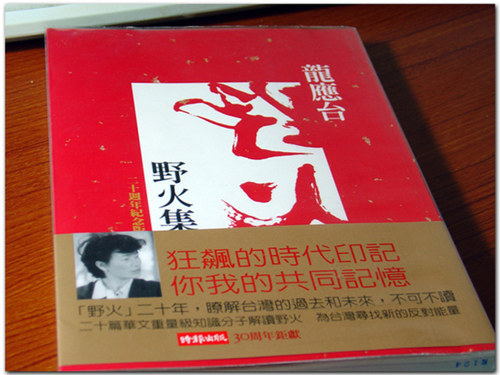 龍應台
野火集
二十週年紀念版
狂飆的時代印記
你我的共同記憶
「野火」二十年，瞭解台灣的過去和未來，不可不讀
二十篇華文重量級知識分子解讀野火 為台灣尋找新的反對能量
時報出版 30周年鉅獻